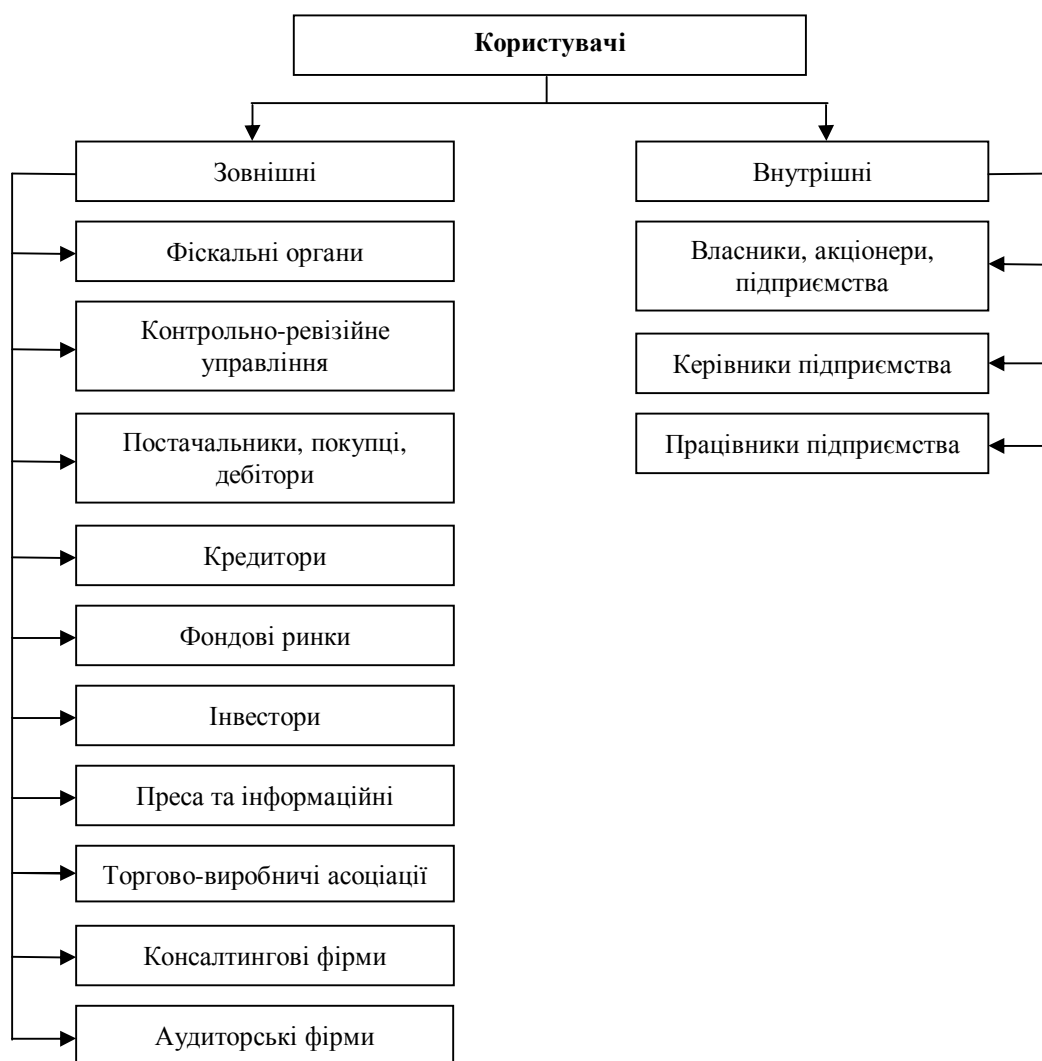 Користувачі
Зовнішні
Фіскальні органи
Контрольно-ревізійне
управління
Постачальники, покупці,
дебітори
Кредитори
Фондові ринки
Інвестори
Преса та інформаційні
Торгово-виробничі асоціації
Консалтингові фірми
Аудиторські фірми
Внутрішні
Власники, акціонери,
підприємства
Керівники підприємства
Працівники підприємства